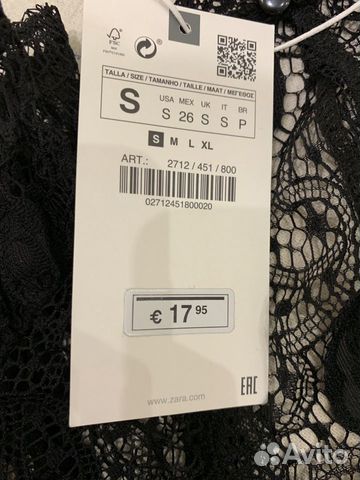 FSC
TALLA / SIZE / TAMANHO / TAILLE / MAAT / ΜΕΓΕΘΟΣ
S
USA MEX UK IT BR
S 26 S S P
S M L XL
ART.: 2712 / 451 / 800
02712451800020
€ 17 95
www.zara.com
EAC
Avito